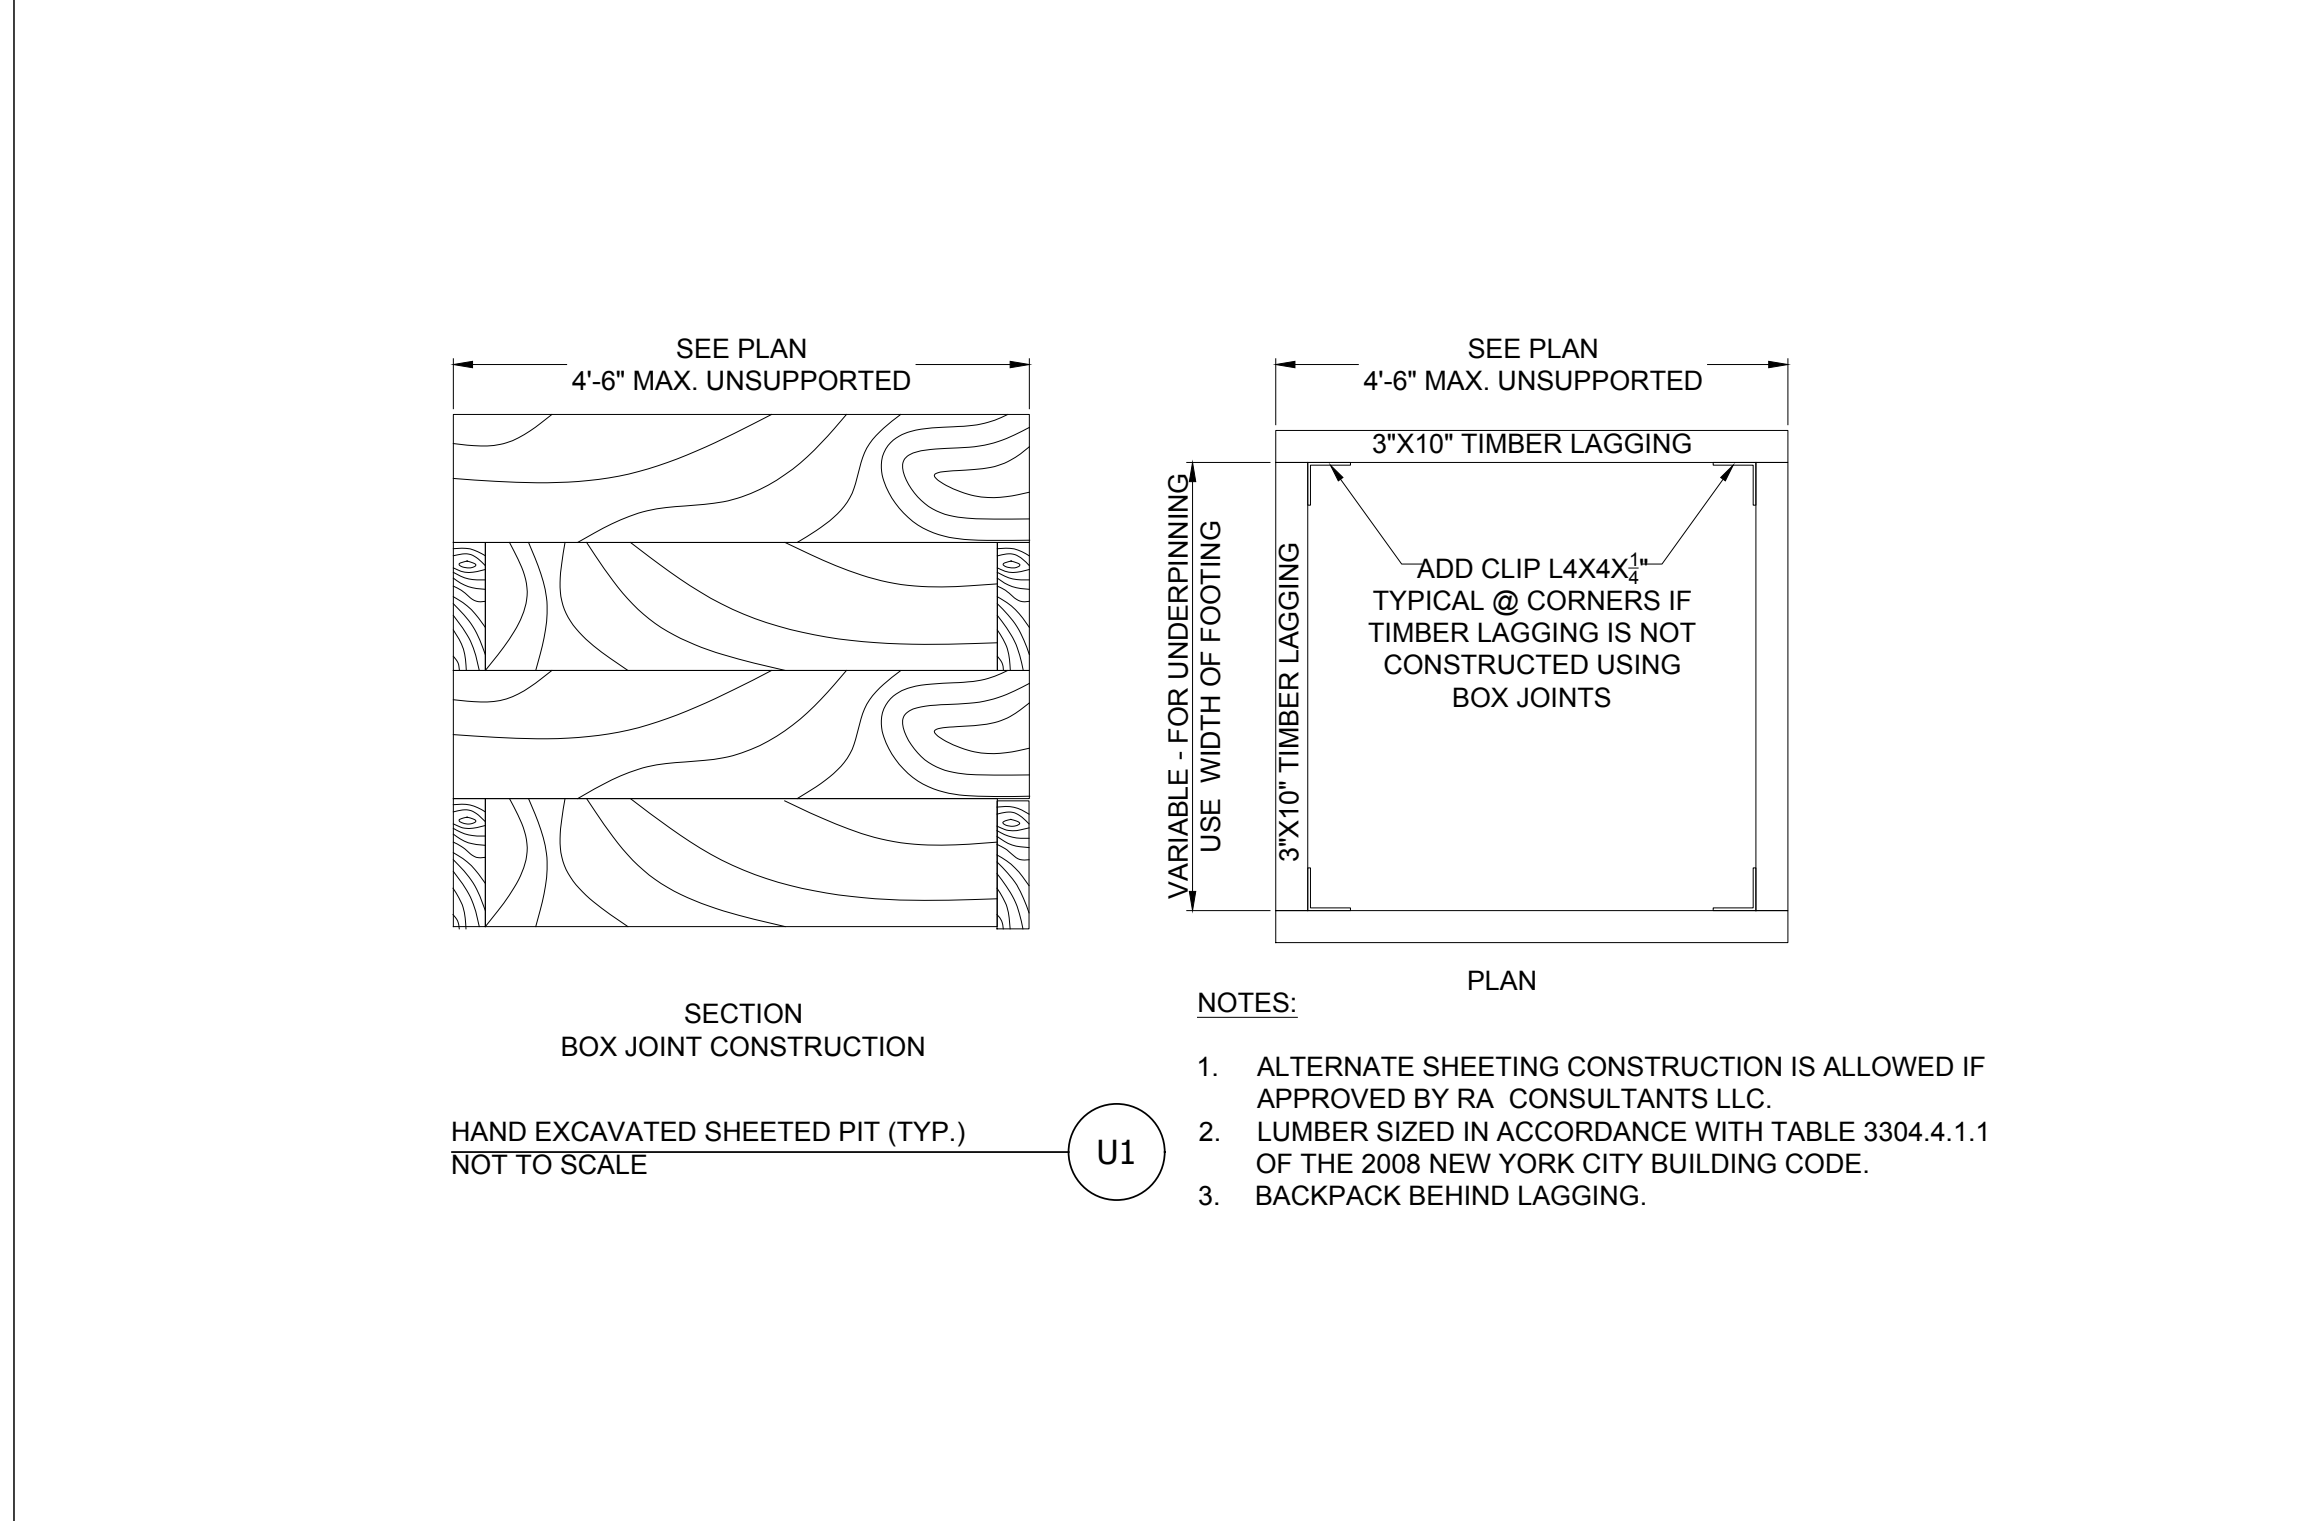 SEE PLAN
4'-6" MAX. UNSUPPORTED
SECTION
BOX JOINT CONSTRUCTION
HAND EXCAVATED SHEETED PIT (TYP.)
NOT TO SCALE
U1
SEE PLAN
4'-6" MAX. UNSUPPORTED
3"X10" TIMBER LAGGING
VARIABLE - FOR UNDERPINNING
USE WIDTH OF FOOTING
3"X10" TIMBER LAGGING
ADD CLIP L4X4X1/4"
TYPICAL @ CORNERS IF
TIMBER LAGGING IS NOT
CONSTRUCTED USING
BOX JOINTS
PLAN
NOTES:
1. ALTERNATE SHEETING CONSTRUCTION IS ALLOWED IF
APPROVED BY RA CONSULTANTS LLC.
2. LUMBER SIZED IN ACCORDANCE WITH TABLE 3304.4.1.1
OF THE 2008 NEW YORK CITY BUILDING CODE.
3. BACKPACK BEHIND LAGGING.